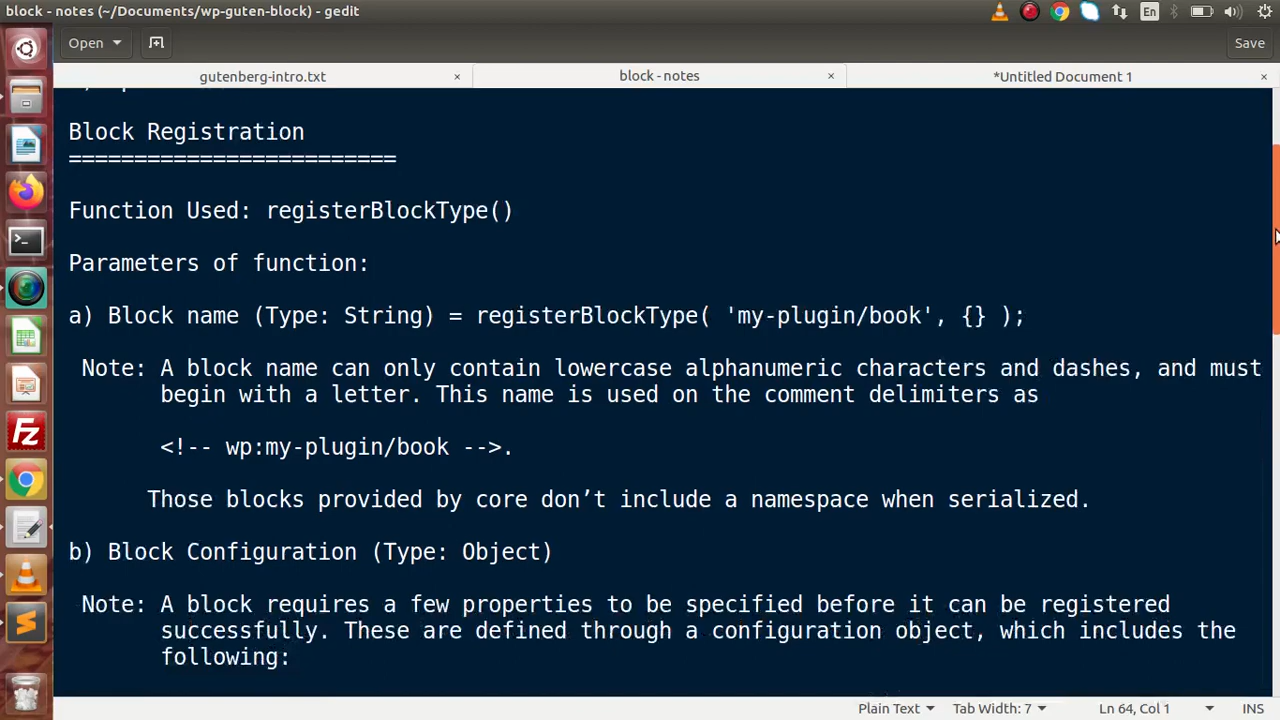 block - notes (~/Documents/wp-guten-block) - gedit
En
Open
Save
gutenberg-intro.txt ×
block - notes ×
*Untitled Document 1 ×
Block Registration
=========================
Function Used: registerBlockType()
Parameters of function:
a) Block name (Type: String) = registerBlockType( 'my-plugin/book', {} );
Note: A block name can only contain lowercase alphanumeric characters and dashes, and must
begin with a letter. This name is used on the comment delimiters as
<!-- wp:my-plugin/book -->.
Those blocks provided by core don’t include a namespace when serialized.
b) Block Configuration (Type: Object)
Note: A block requires a few properties to be specified before it can be registered
successfully. These are defined through a configuration object, which includes the
following:
Plain Text
Tab Width: 7
Ln 64, Col 1
INS